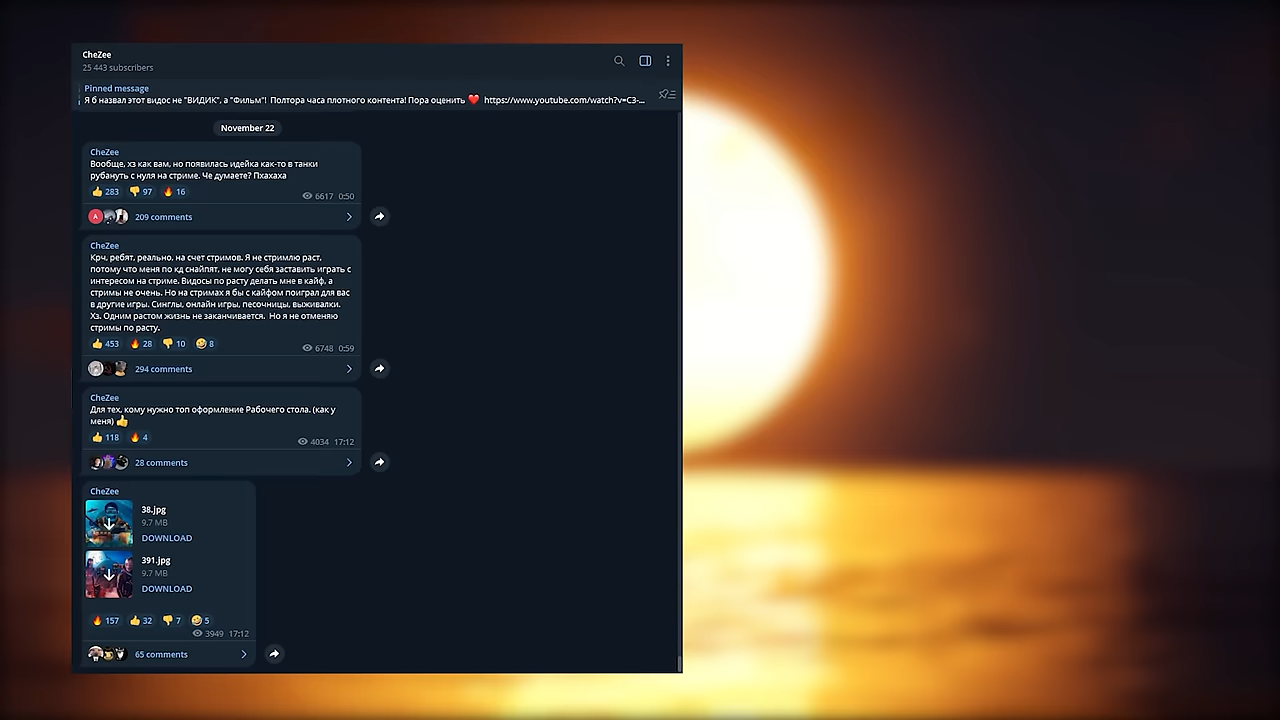 CheZee
25 443 subscribers
Pinned message
Я б назвал этот видос не "ВИДИК", а "Фильм"! Полтора часа плотного контента! Пора оценить ❤️ https://www.youtube.com/watch?v=C3-...
November 22
CheZee
Вообще, хз как вам, но появилась идейка как-то в танки
рубануть с нуля на стриме. Че думаете? Пхахаха
👍 283 👎 97 🔥 16
6617 0:50
A
209 comments
CheZee
Крч, ребят, реально, на счет стримов. Я не стримлю раст,
потому что меня по кд снайпят, не могу себя заставить играть с
интересом на стриме. Видосы по расту делать мне в кайф, а
стримы не очень. Но на стримах я бы с кайфом поиграл для вас
в другие игры. Синглы, онлайн игры, песочницы, выживалки.
Хз. Одним растом жизнь не заканчивается. Но я не отменяю
стримы по расту.
👍 453 🔥 28 👎 10 🤣 8
6748 0:59
294 comments
CheZee
Для тех, кому нужно топ оформление Рабочего стола. (как у
меня) 👍
👍 118 🔥 4
4034 17:12
28 comments
CheZee
38.jpg
9.7 MB
DOWNLOAD
391.jpg
9.7 MB
DOWNLOAD
🔥 157 👍 32 👎 7 🤣 5
3949 17:12
65 comments